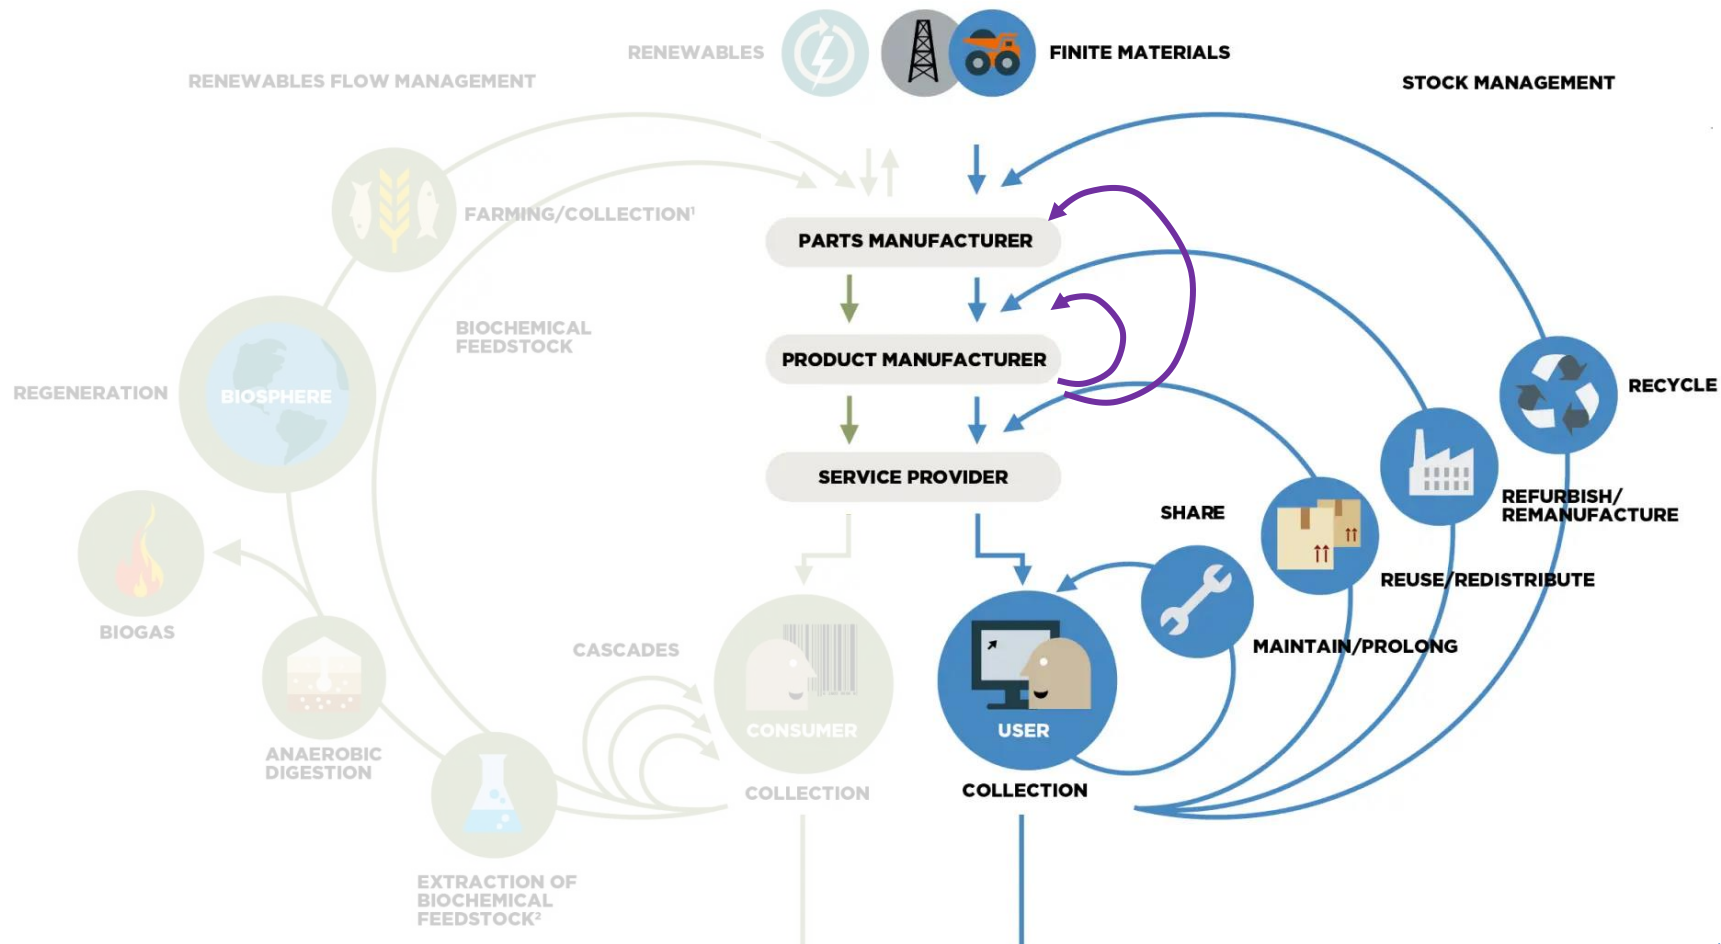 RENEWABLES
FINITE MATERIALS
RENEWABLES FLOW MANAGEMENT
STOCK MANAGEMENT
FARMING/COLLECTION¹
PARTS MANUFACTURER
BIOCHEMICAL
FEEDSTOCK
PRODUCT MANUFACTURER
REGENERATION
BIOSPHERE
RECYCLE
SERVICE PROVIDER
SHARE
REFURBISH/
REMANUFACTURE
REUSE/REDISTRIBUTE
BIOGAS
CASCADES
MAINTAIN/PROLONG
CONSUMER
USER
ANAEROBIC
DIGESTION
COLLECTION
COLLECTION
EXTRACTION OF
BIOCHEMICAL
FEEDSTOCK²